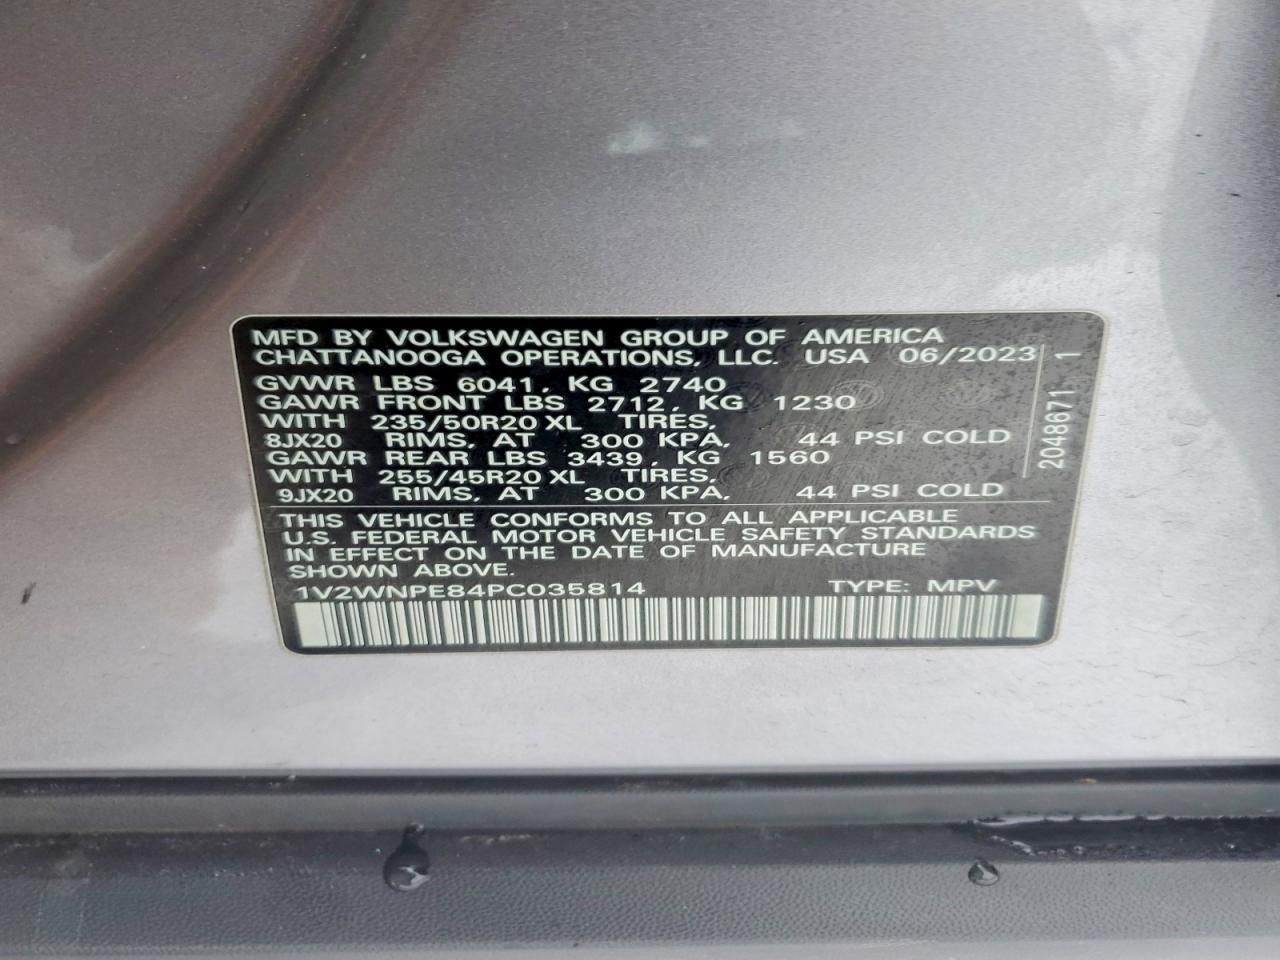 MFD BY VOLKSWAGEN GROUP OF AMERICA
CHATTANOOGA OPERATIONS, LLC. USA 06/2023
GVWR LBS 6041, KG 2740
GAWR FRONT LBS 2712, KG 1230
WITH 235/50R20 XL TIRES,
8JX20 RIMS, AT 300 KPA, 44 PSI COLD
GAWR REAR LBS 3439, KG 1560
WITH 255/45R20 XL TIRES,
9JX20 RIMS, AT 300 KPA, 44 PSI COLD
2048671 1
THIS VEHICLE CONFORMS TO ALL APPLICABLE
U.S. FEDERAL MOTOR VEHICLE SAFETY STANDARDS
IN EFFECT ON THE DATE OF MANUFACTURE
SHOWN ABOVE.
1V2WNPE84PC035814 TYPE: MPV